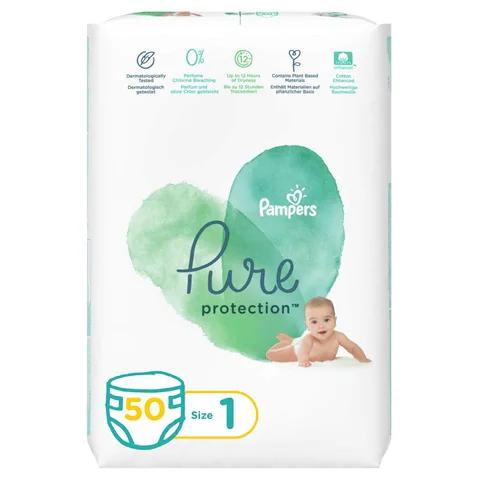 Dermatologically
Tested
Dermatologisch
getestet
0%
Perfume
Chlorine Bleaching
Parfum und
ohne Chlor gebleicht
12
Up to 12 Hours
of Dryness
Bis zu 12 Stunden
Trockenheit
Contains Plant Based
Materials
Enthält Materialien auf
pflanzlicher Basis
Cotton
Enhanced
Hochwertige
Baumwolle
Pampers
Pure
protection™
50
Size 1